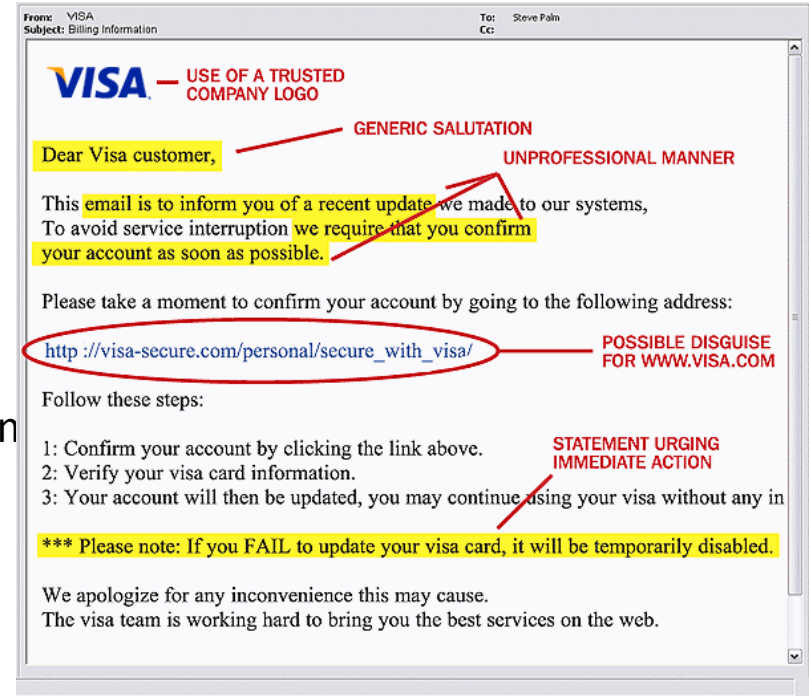 From: VISA To: Steve Palm
Subject: Billing Information Cc:
VISA USE OF A TRUSTED
COMPANY LOGO
GENERIC SALUTATION
Dear Visa customer,
UNPROFESSIONAL MANNER
This email is to inform you of a recent update we made to our systems,
To avoid service interruption we require that you confirm
your account as soon as possible.
Please take a moment to confirm your account by going to the following address:
http ://visa-secure.com/personal/secure_with_visa/
POSSIBLE DISGUISE
FOR WWW.VISA.COM
Follow these steps:
n
1: Confirm your account by clicking the link above.
2: Verify your visa card information.
3: Your account will then be updated, you may continue using your visa without any in
STATEMENT URGING
IMMEDIATE ACTION
*** Please note: If you FAIL to update your visa card, it will be temporarily disabled.
We apologize for any inconvenience this may cause.
The visa team is working hard to bring you the best services on the web.